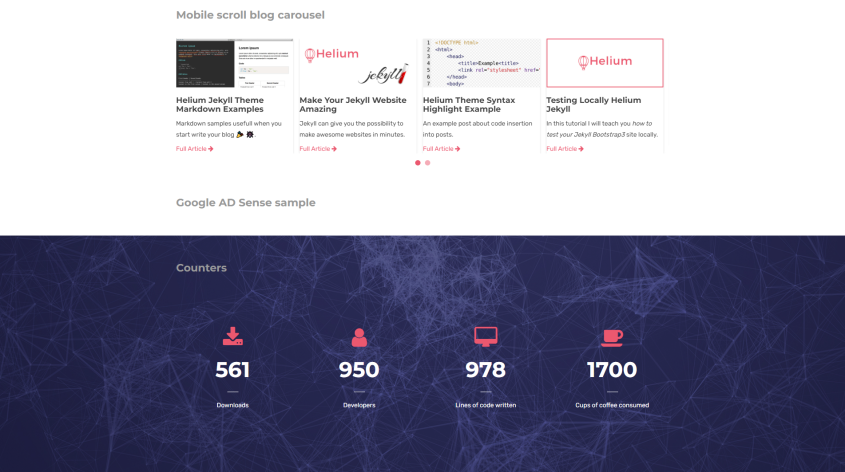 Mobile scroll blog carousel
Helium
jekyll
1 <!DOCTYPE html>
2 <html>
3 <head>
4 <title>Example<title>
5 <link rel="stylesheet" href="
6 </head>
7 <body>
Helium
Helium Jekyll Theme
Markdown Examples
Markdown samples usefull when you
start write your blog
Full Article →
Make Your Jekyll Website
Amazing
Jekyll can give you the possibility to
make awesome websites in minutes.
Full Article →
Helium Theme Syntax
Highlight Example
An example post about code insertion
into posts.
Full Article →
Testing Locally Helium
Jekyll
In this tutorial I will teach you how to
test your Jekyll Bootstrap3 site locally.
Full Article →
Google AD Sense sample
Counters
561
Downloads
950
Developers
978
Lines of code written
1700
Cups of coffee consumed